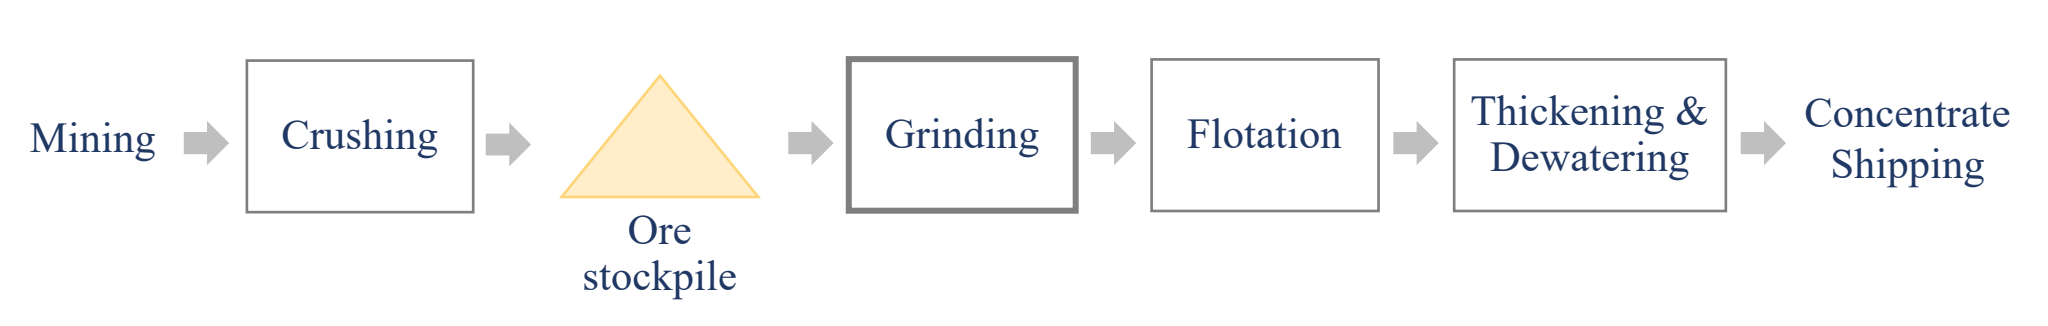 Mining
Crushing
Ore
stockpile
Grinding
Flotation
Thickening &
Dewatering
Concentrate
Shipping